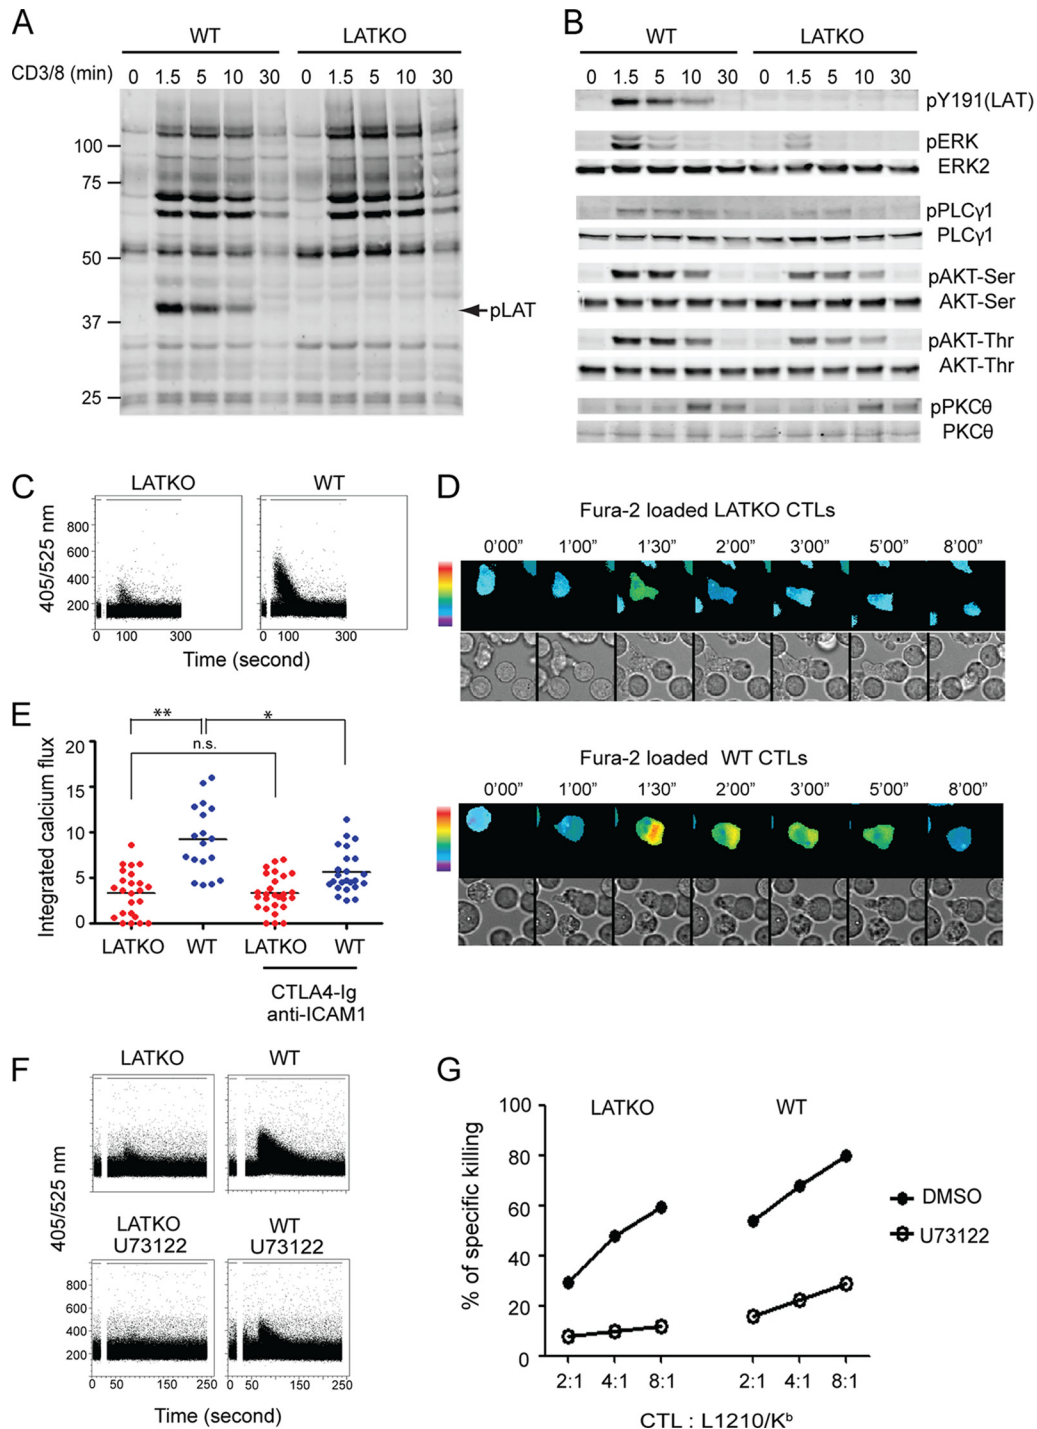 A
WT LATKO
CD3/8 (min) 0 1.5 5 10 30 0 1.5 5 10 30
100
75
50
37
25
pLAT
B
WT LATKO
0 1.5 5 10 30 0 1.5 5 10 30
pY191(LAT)
pERK
ERK2
pPLCγ1
PLCγ1
pAKT-Ser
AKT-Ser
pAKT-Thr
AKT-Thr
pPKCθ
PKCθ
C
LATKO WT
405/525 nm
800
600
400
200
0 100 300 0 100 300
Time (second)
D
Fura-2 loaded LATKO CTLs
0'00" 1'00" 1'30" 2'00" 3'00" 5'00" 8'00"
Fura-2 loaded WT CTLs
0'00" 1'00" 1'30" 2'00" 3'00" 5'00" 8'00"
E
** *
n.s.
Integrated calcium flux
20
15
10
5
0
LATKO WT LATKO WT
CTLA4-Ig
anti-ICAM1
F
LATKO WT
405/525 nm
LATKO WT
U73122 U73122
800
600
400
200
0 50 150 250 0 50 150 250
Time (second)
G
LATKO WT
% of specific killing
100
80
60
40
20
0
DMSO
U73122
2:1 4:1 8:1 2:1 4:1 8:1
CTL : L1210/Kᵇ